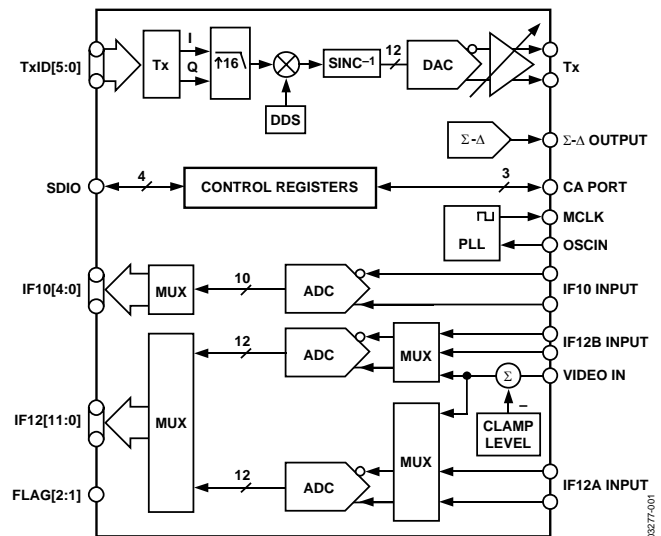 TxID[5:0]
Tx
I
Q
↑16
DDS
SINC–1
12
DAC
Tx
Σ-Δ
Σ-Δ OUTPUT
SDIO
4
CONTROL REGISTERS
3
CA PORT
PLL
MCLK
OSCIN
IF10[4:0]
MUX
10
ADC
IF10 INPUT
12
ADC
MUX
IF12B INPUT
Σ
VIDEO IN
–
CLAMP
LEVEL
IF12[11:0]
MUX
MUX
FLAG[2:1]
12
ADC
IF12A INPUT
03277-001